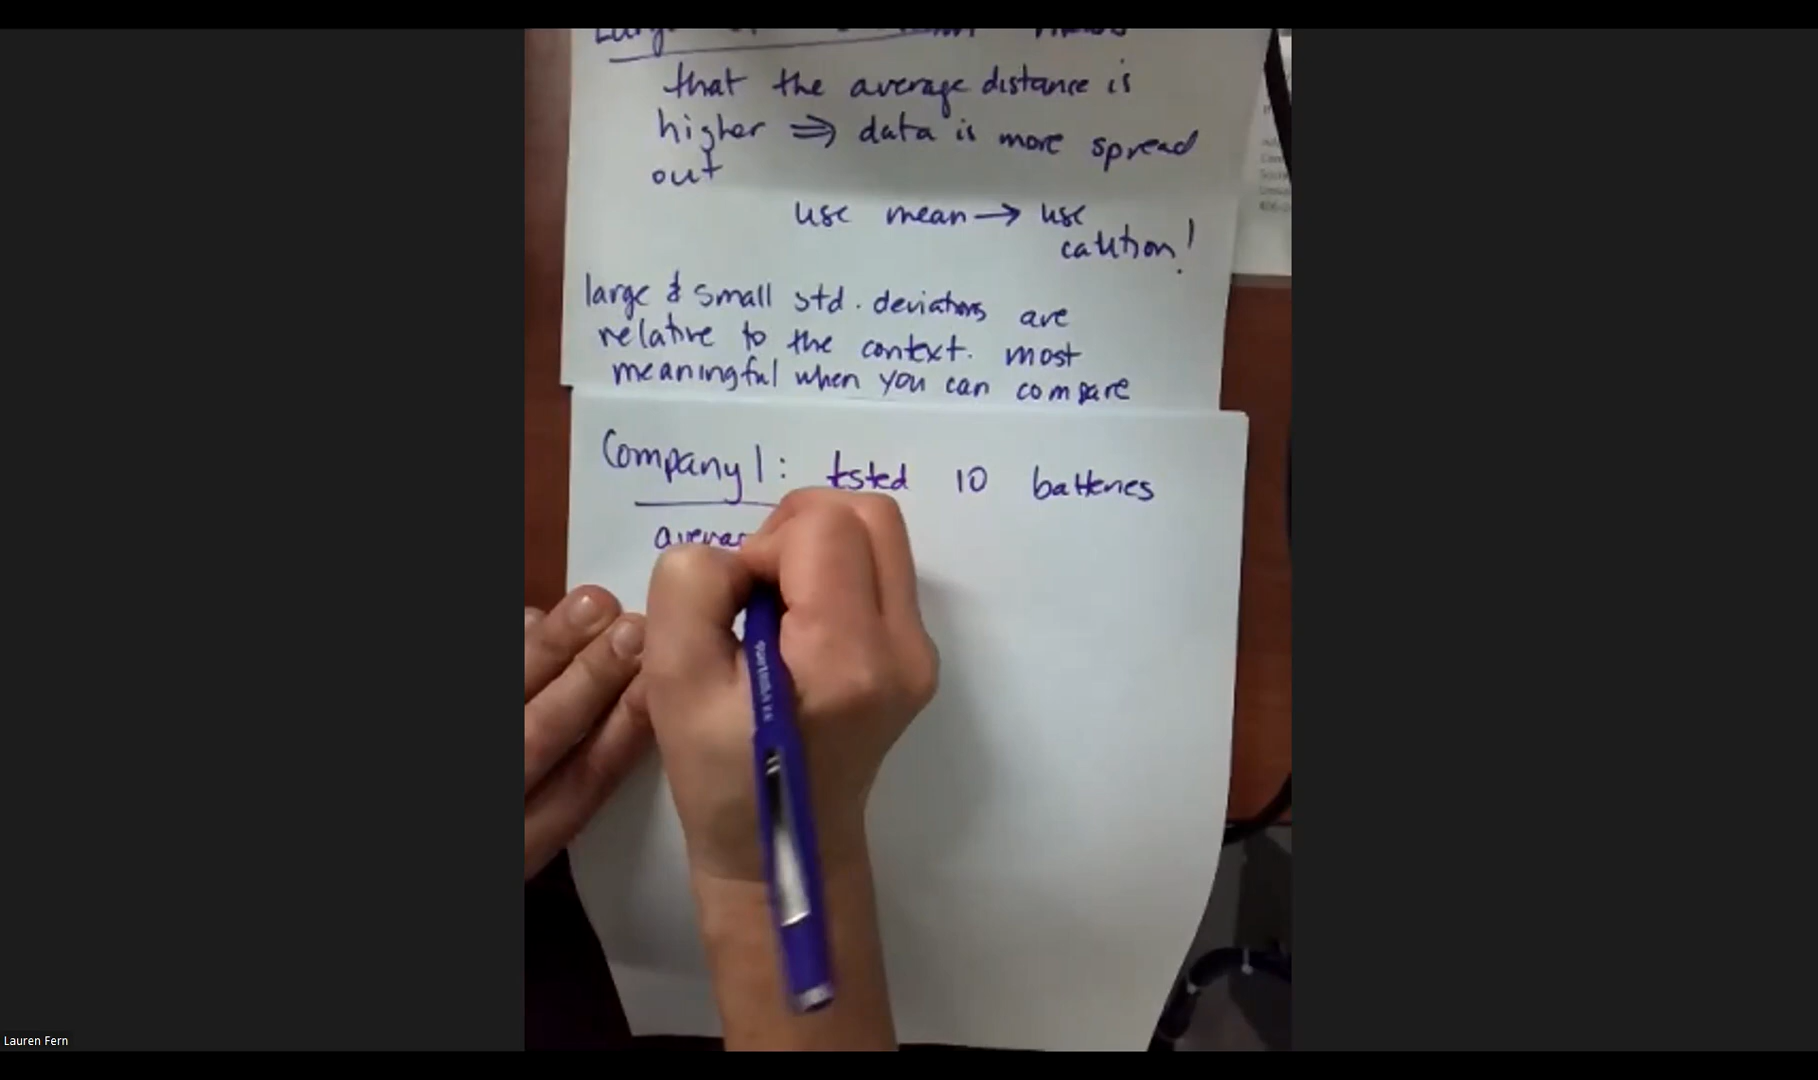 that the average distance is
higher ⇒ data is more spread
out
use mean → use
caution!
large & small std. deviations are
relative to the context. most
meaningful when you can compare
Company 1: tsted 10 batteries
averag
Lauren Fern